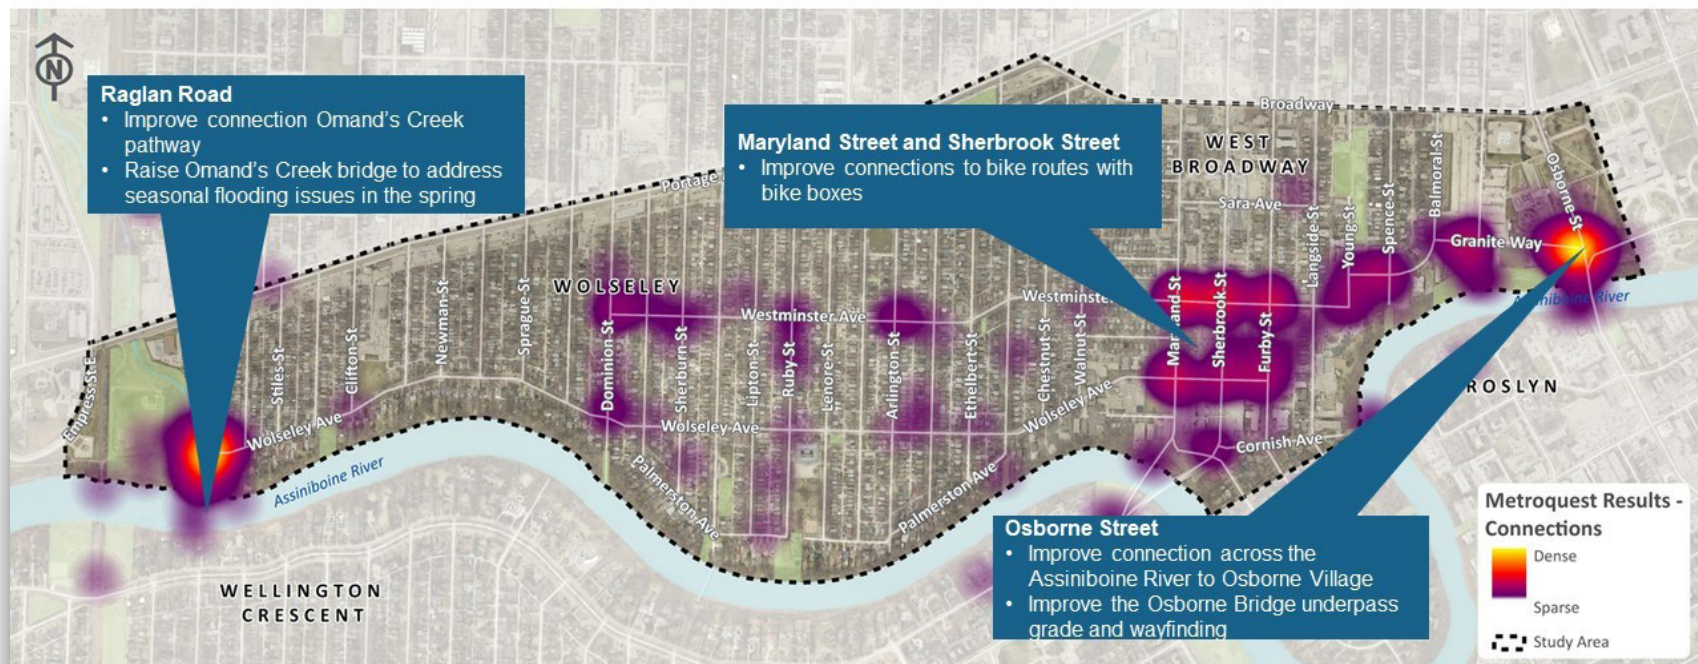 N
Raglan Road
• Improve connection Omand's Creek
pathway
• Raise Omand's Creek bridge to address
seasonal flooding issues in the spring
Maryland Street and Sherbrook Street
• Improve connections to bike routes with
bike boxes
Broadway
WEST
BROADWAY
Portage
Sara Ave
Osborne St
Balmoral St
Spence St
Young St
Langside St
Granite Way
WOLSELEY
Westminster Ave
Westminster
Assiniboine River
Empress St E
Stiles St
Clifton St
Newman St
Sprague St
Dominion St
Sherburn St
Lipton St
Ruby St
Lenore St
Arlington St
Ethelbert St
Chestnut St
Walnut St
Maryland St
Sherbrook St
Furby St
ROSLYN
Wolseley Ave
Wolseley Ave
Wolseley Ave
Cornish Ave
Assiniboine River
Palmerston Ave
Palmerston Ave
WELLINGTON
CRESCENT
Osborne Street
• Improve connection across the
Assiniboine River to Osborne Village
• Improve the Osborne Bridge underpass
grade and wayfinding
Metroquest Results -
Connections
Dense
Sparse
Study Area